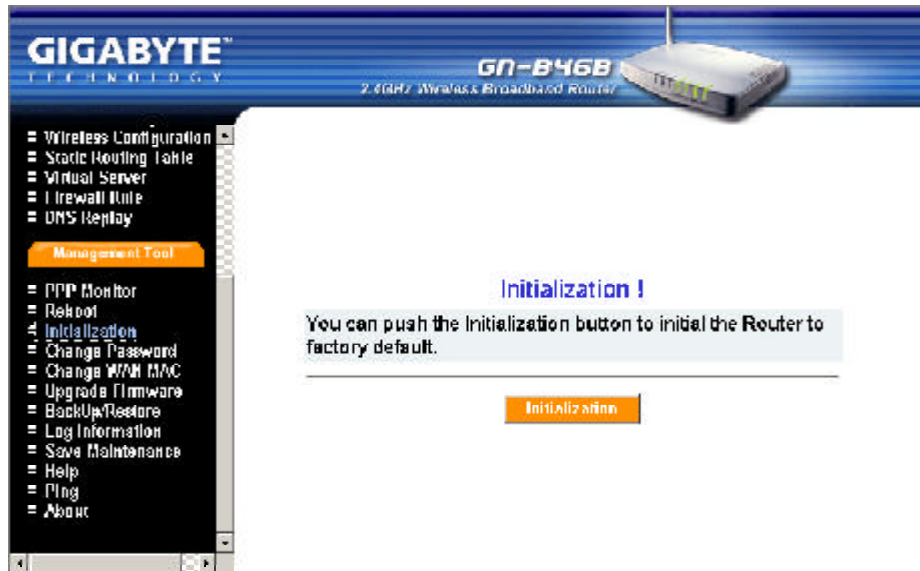 GIGABYTE™
TECHNOLOGY
GN-B46B
2.4GHz Wireless Broadband Router
Wireless Configuration
Static Routing Table
Virtual Server
Firewall Rule
DNS Replay
Management Tool
PPP Monitor
Reboot
Initialization
Change Password
Change WAN MAC
Upgrade Firmware
BackUp/Restore
Log Information
Save Maintenance
Help
Ping
About
Initialization !
You can push the Initialization button to initial the Router to
factory default.
Initialization